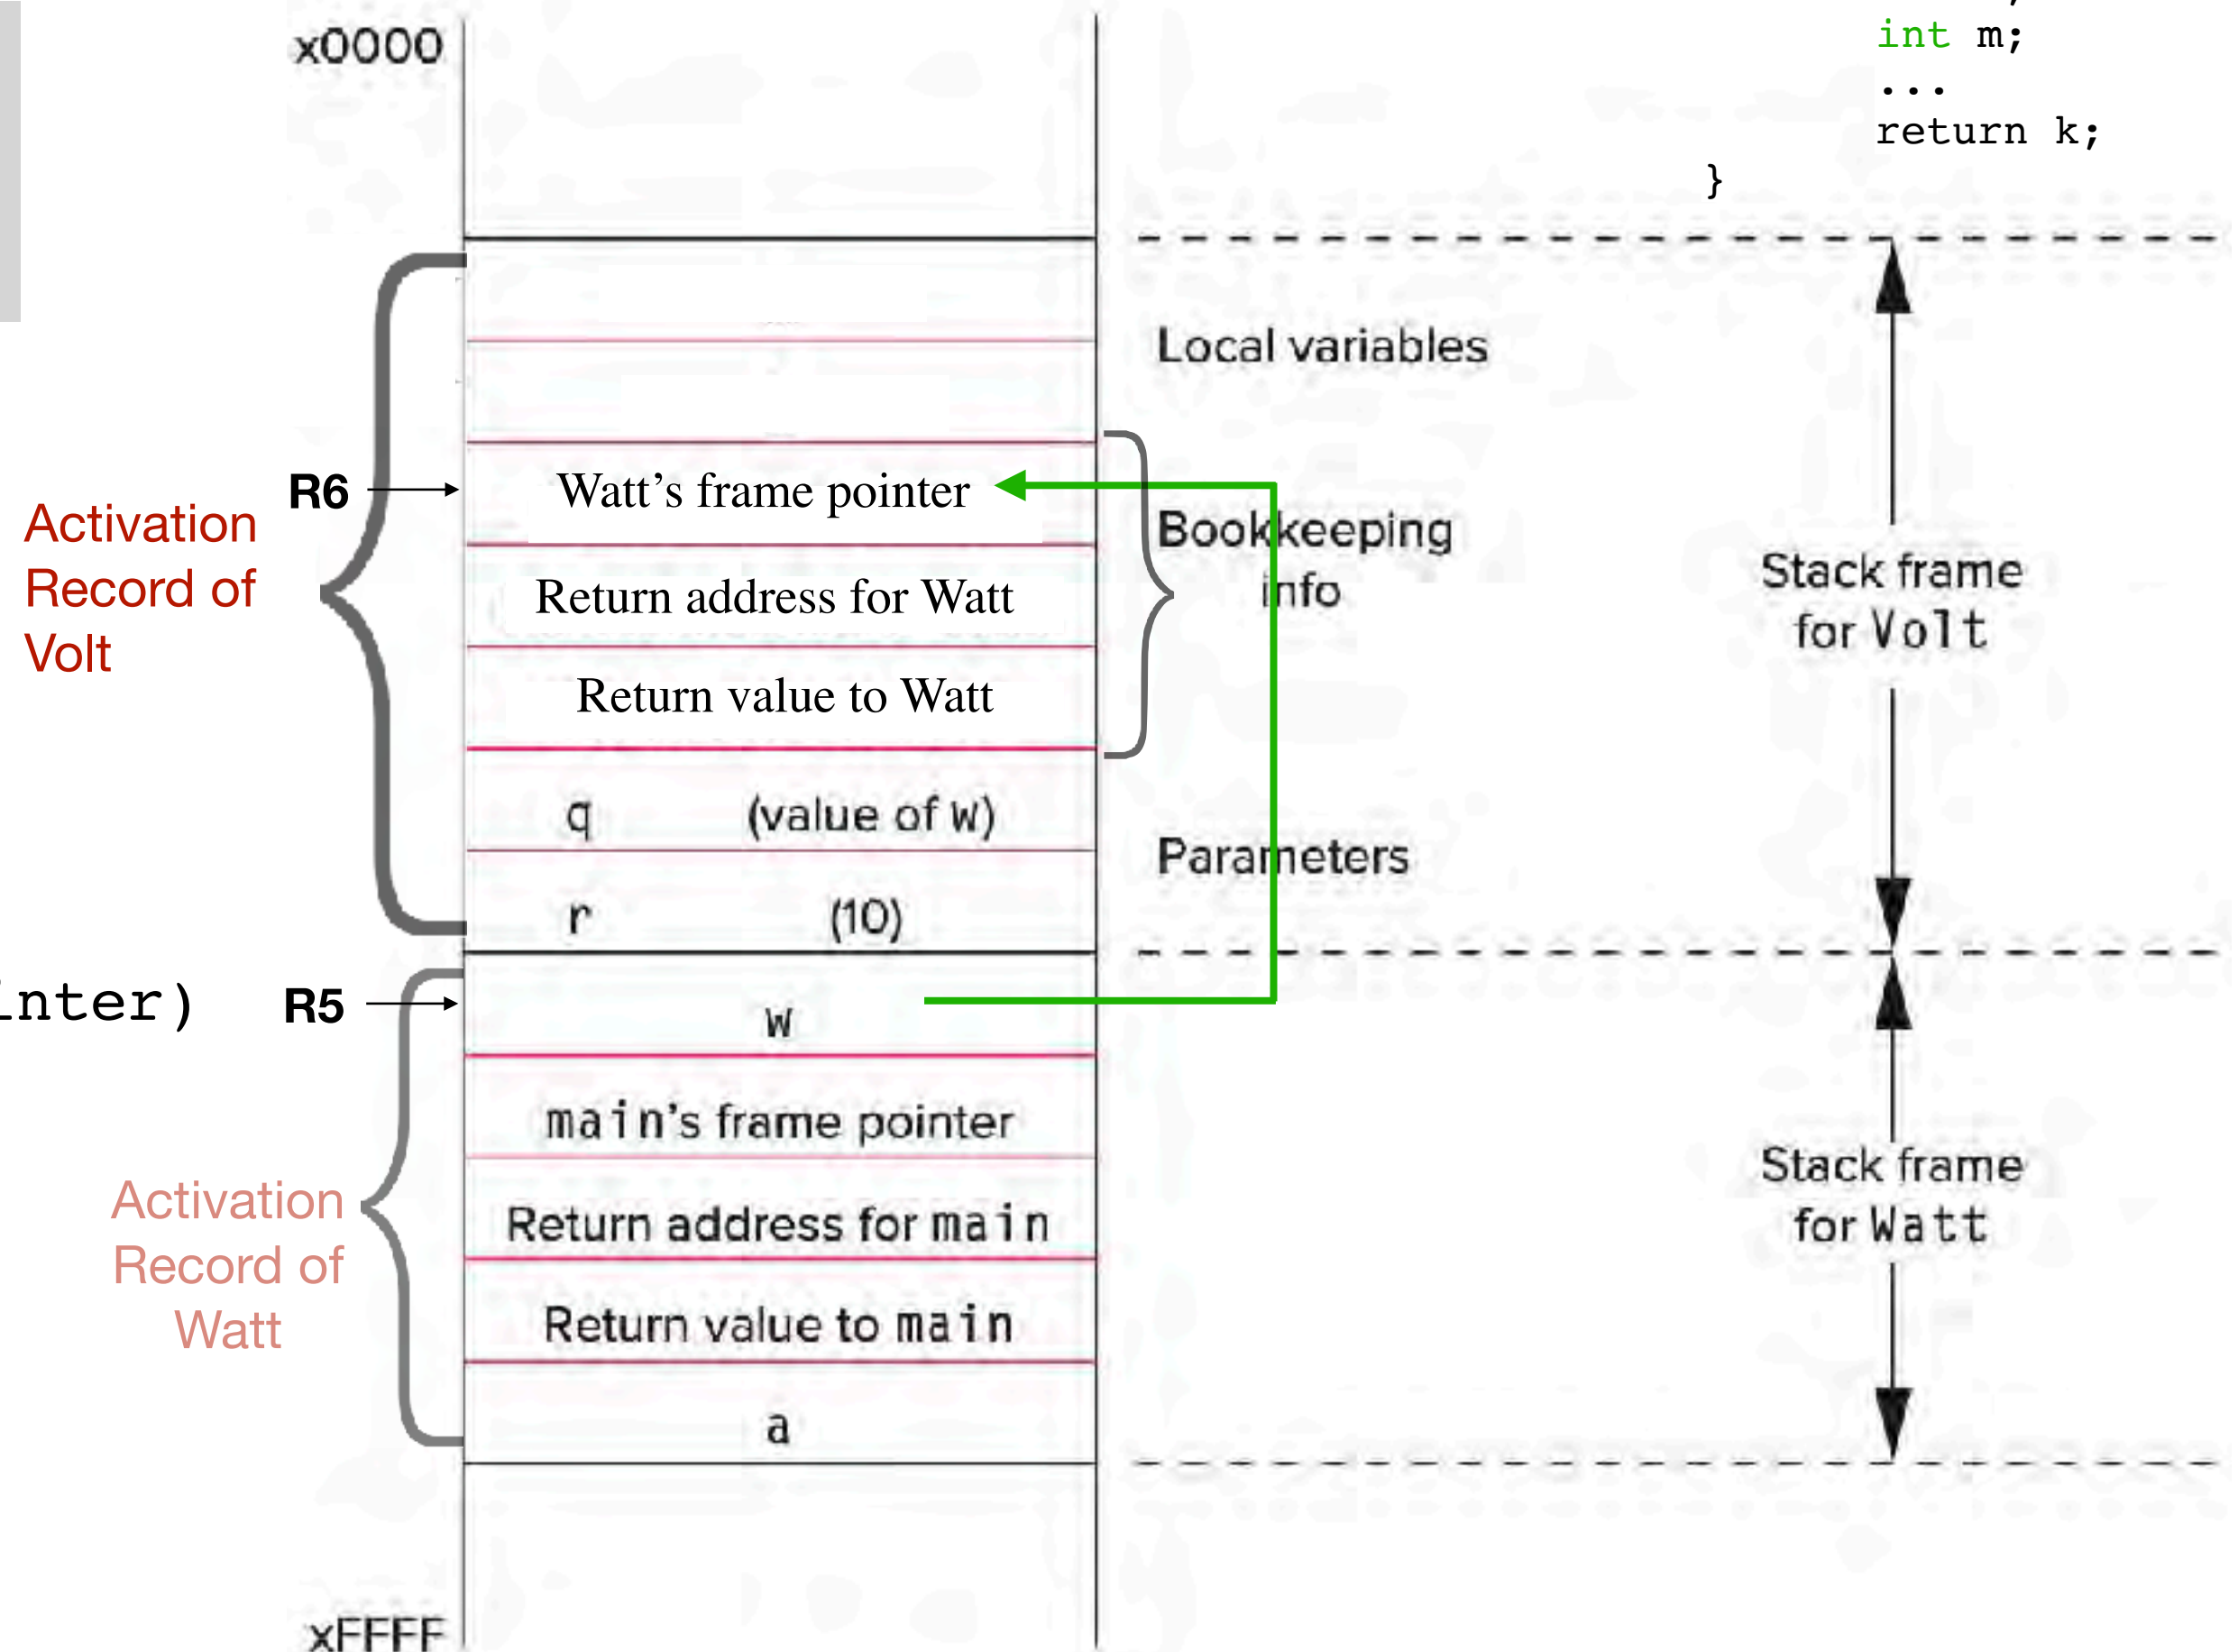 x0000
int m;
...
return k;
}
Local variables
R6
Watt's frame pointer
Activation
Record of
Volt
Bookkeeping
info
Return address for Watt
Stack frame
for Volt
Return value to Watt
q (value of w)
Parameters
r (10)
inter)
R5
w
main's frame pointer
Activation
Record of
Watt
Return address for main
Stack frame
for Watt
Return value to main
a
xFFFF